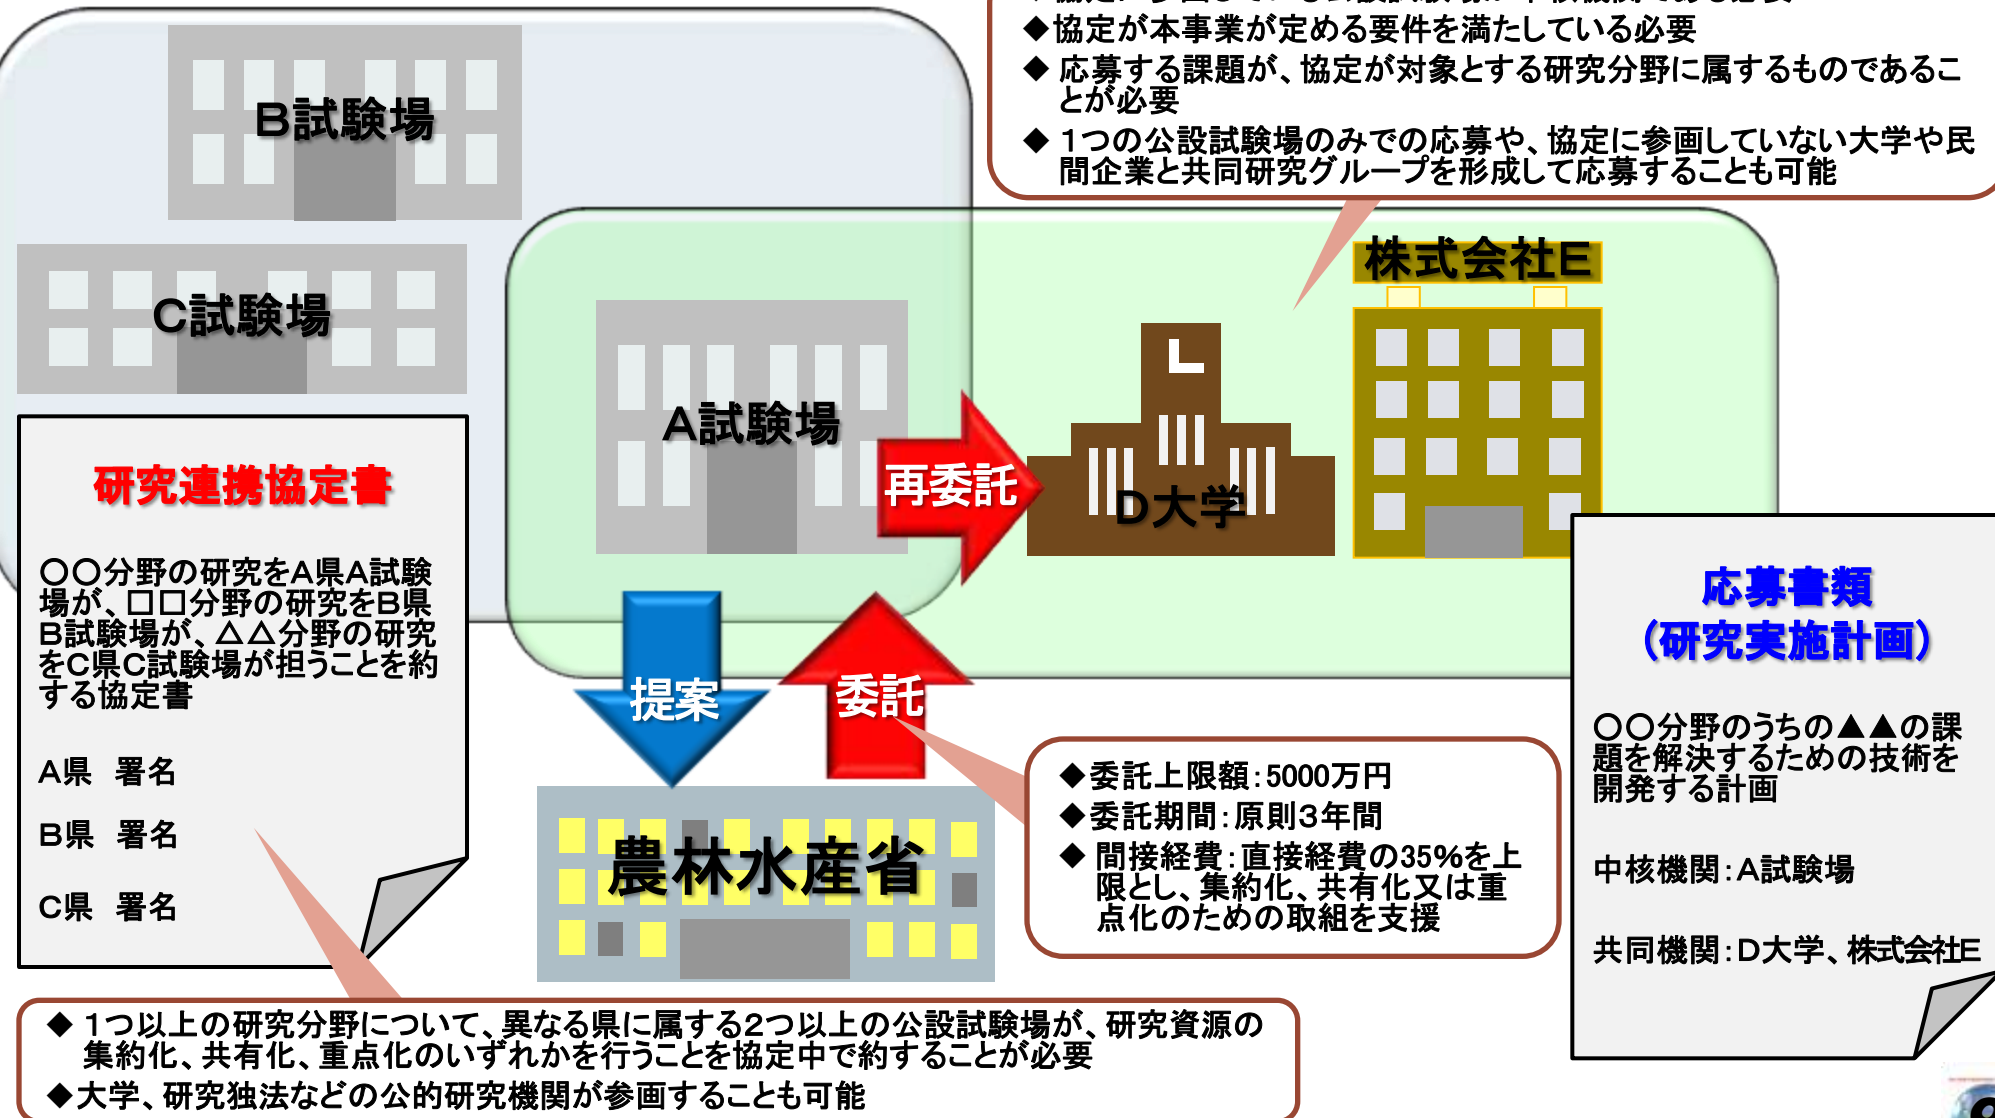 ◆協定が本事業が定める要件を満たしている必要
◆ 応募する課題が、協定が対象とする研究分野に属するものであるこ
とが必要
◆ 1つの公設試験場のみでの応募や、協定に参画していない大学や民
間企業と共同研究グループを形成して応募することも可能
B試験場
C試験場
A試験場
株式会社E
D大学
再委託
提案
委託
農林水産省
研究連携協定書
〇〇分野の研究をA県A試験
場が、□□分野の研究をB県
B試験場が、△△分野の研究
をC県C試験場が担うことを約
する協定書
A県 署名
B県 署名
C県 署名
◆委託上限額:5000万円
◆委託期間:原則3年間
◆ 間接経費:直接経費の35%を上
限とし、集約化、共有化又は重
点化のための取組を支援
応募書類
(研究実施計画)
〇〇分野のうちの▲▲の課
題を解決するための技術を
開発する計画
中核機関:A試験場
共同機関:D大学、株式会社E
◆ 1つ以上の研究分野について、異なる県に属する2つ以上の公設試験場が、研究資源の
集約化、共有化、重点化のいずれかを行うことを協定中で約することが必要
◆大学、研究独法などの公的研究機関が参画することも可能